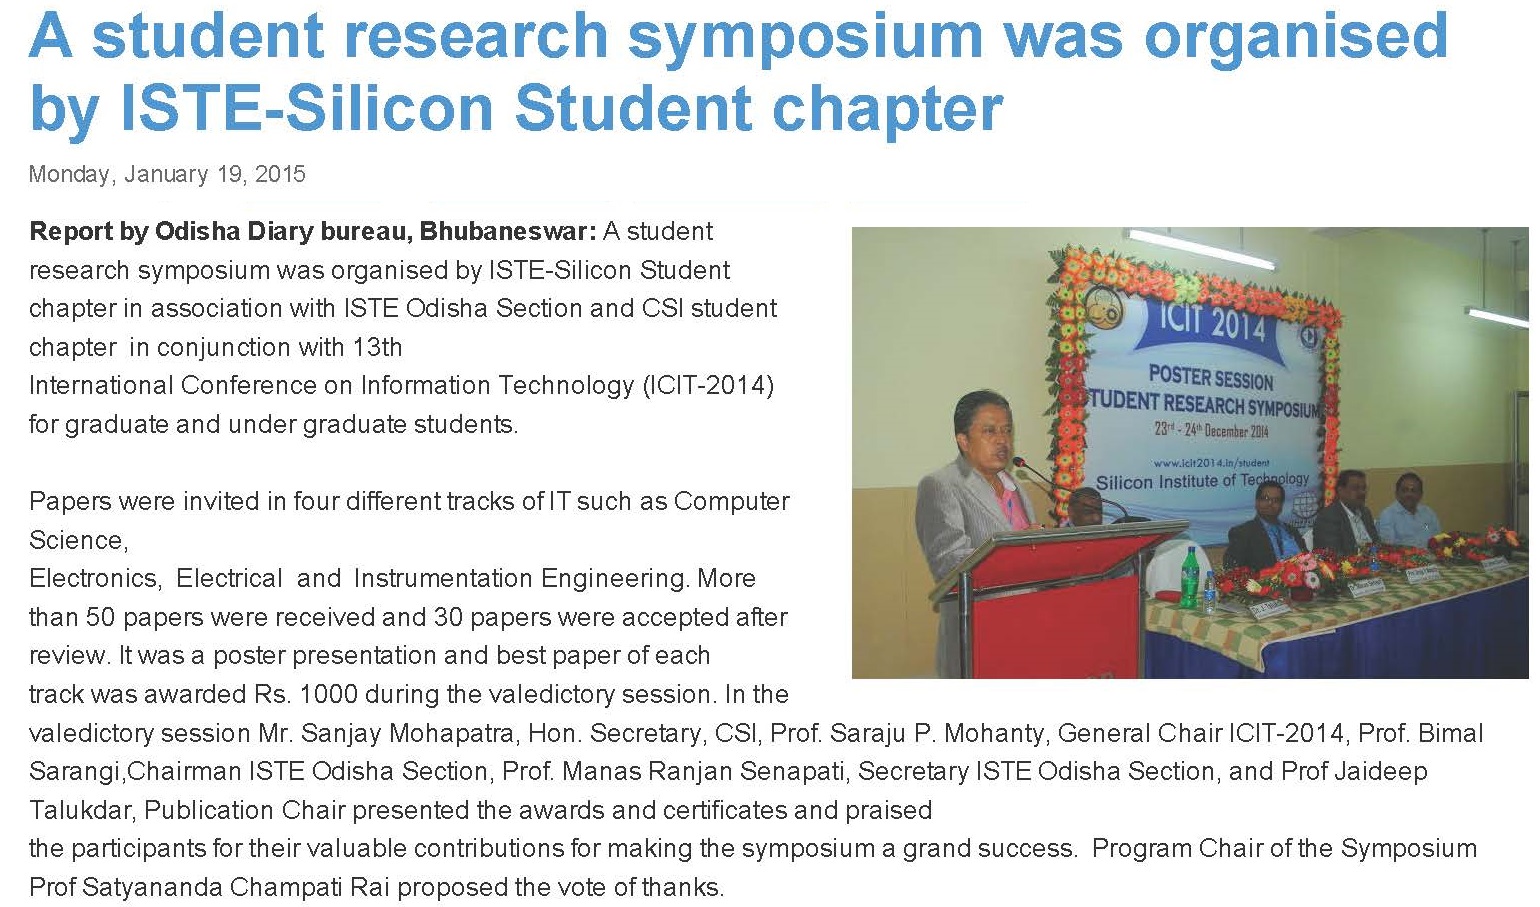 A student research symposium was organised
by ISTE-Silicon Student chapter
Monday, January 19, 2015
Report by Odisha Diary bureau, Bhubaneswar: A student
research symposium was organised by ISTE-Silicon Student
chapter in association with ISTE Odisha Section and CSI student
chapter in conjunction with 13th
International Conference on Information Technology (ICIT-2014)
for graduate and under graduate students.
Papers were invited in four different tracks of IT such as Computer
Science,
Electronics, Electrical and Instrumentation Engineering. More
than 50 papers were received and 30 papers were accepted after
review. It was a poster presentation and best paper of each
track was awarded Rs. 1000 during the valedictory session. In the
valedictory session Mr. Sanjay Mohapatra, Hon. Secretary, CSI, Prof. Saraju P. Mohanty, General Chair ICIT-2014, Prof. Bimal
Sarangi,Chairman ISTE Odisha Section, Prof. Manas Ranjan Senapati, Secretary ISTE Odisha Section, and Prof Jaideep
Talukdar, Publication Chair presented the awards and certificates and praised
the participants for their valuable contributions for making the symposium a grand success. Program Chair of the Symposium
Prof Satyananda Champati Rai proposed the vote of thanks.
ICIT 2014
POSTER SESSION
TUDENT RESEARCH SYMPOSIUM
23rd - 24th December 2014
www.icit2014.in/student
Silicon Institute of Technology